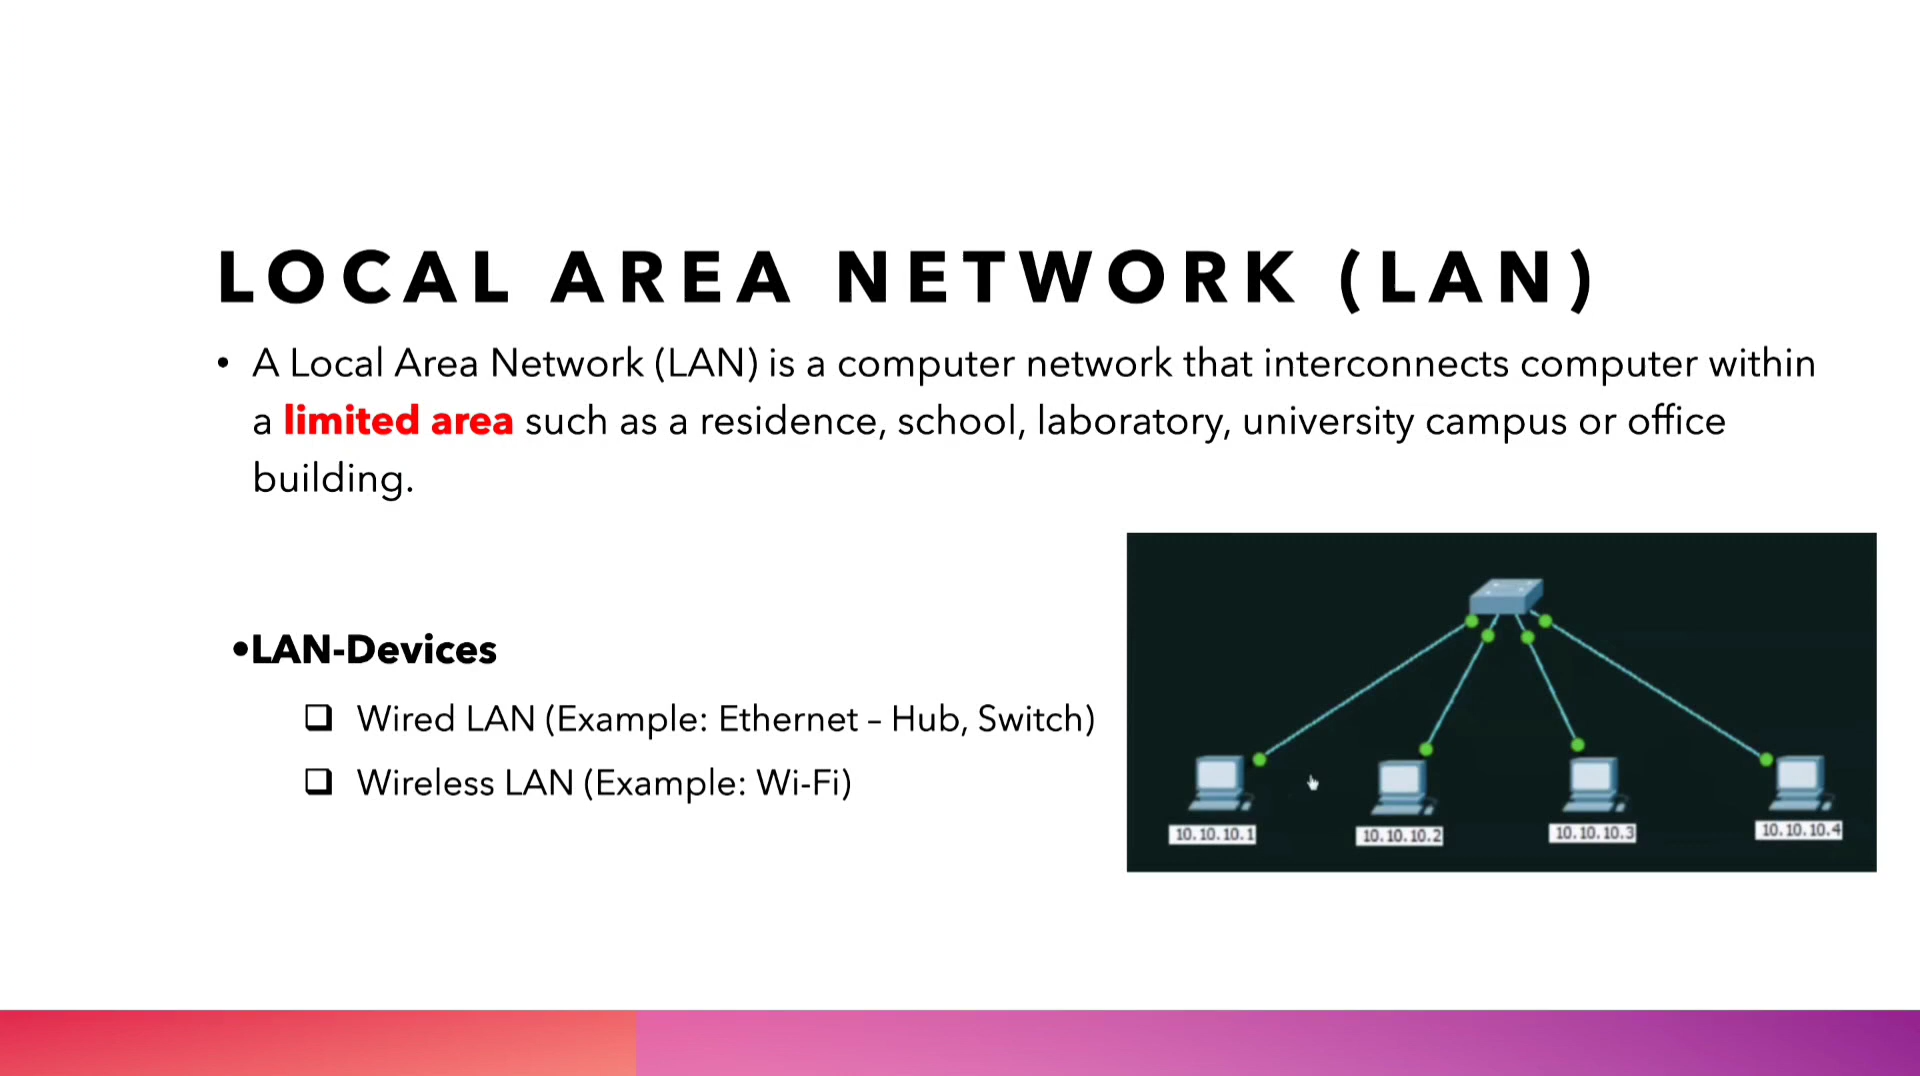 LOCAL AREA NETWORK (LAN)
• A Local Area Network (LAN) is a computer network that interconnects computer within
a limited area such as a residence, school, laboratory, university campus or office
building.
•LAN-Devices
❑ Wired LAN (Example: Ethernet – Hub, Switch)
❑ Wireless LAN (Example: Wi-Fi)
10.10.10.1
10.10.10.2
10.10.10.3
10.10.10.4